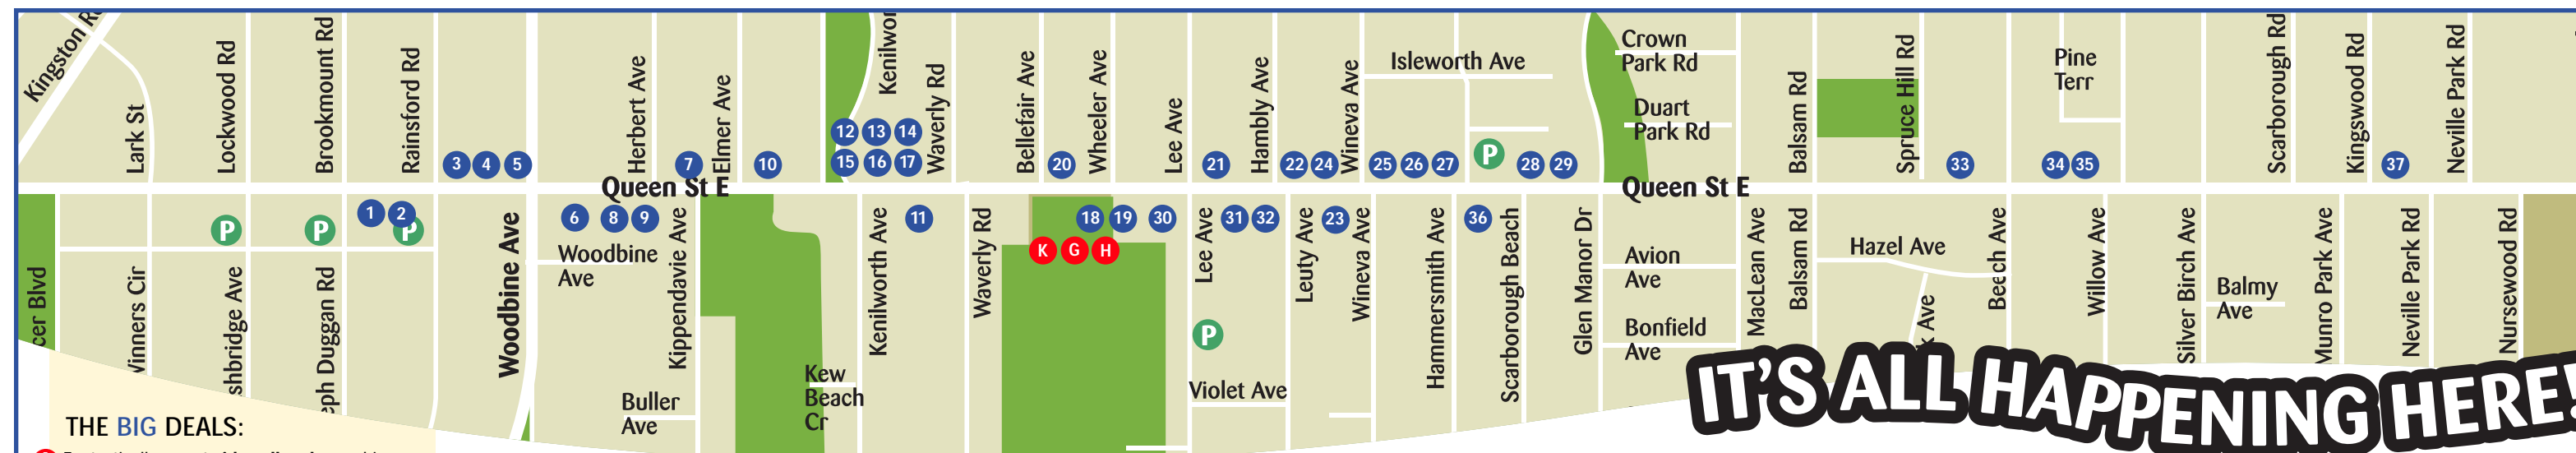 Kingston Rd
Lark St
Lockwood Rd
Brookmount Rd
Rainsford Rd
Herbert Ave
Elmer Ave
Waverly Rd
Bellefair Ave
Wheeler Ave
Lee Ave
Hambly Ave
Wineva Ave
Isleworth Ave
Crown
Park Rd
Duart
Park Rd
Balsam Rd
Spruce Hill Rd
Pine
Terr
Scarborough Rd
Kingswood Rd
Neville Park Rd
12 13 14
3 4 5
7
10
15 16 17
20
21
22 24
25 26 27
P
28 29
33
34 35
37
Queen St E
Queen St E
P
P
1 2
P
6
8 9
11
18 19 30
31 32
23
36
K G H
Woodbine Ave
Woodbine
Ave
Kippendavie Ave
Kenilworth Ave
Waverly Rd
Lee Ave
P
Leuty Ave
Wineva Ave
Hammersmith Ave
Scarborough Beach
Glen Manor Dr
Avion
Ave
Bonfield
Ave
MacLean Ave
Balsam Rd
Hazel Ave
Ave
Beech Ave
Willow Ave
Silver Birch Ave
Balmy
Ave
Munro Park Ave
Neville Park Rd
Nursewood Rd
Buller
Ave
Kew
Beach
Cr
Violet Ave
THE BIG DEALS:
IT'S ALL HAPPENING HERE!